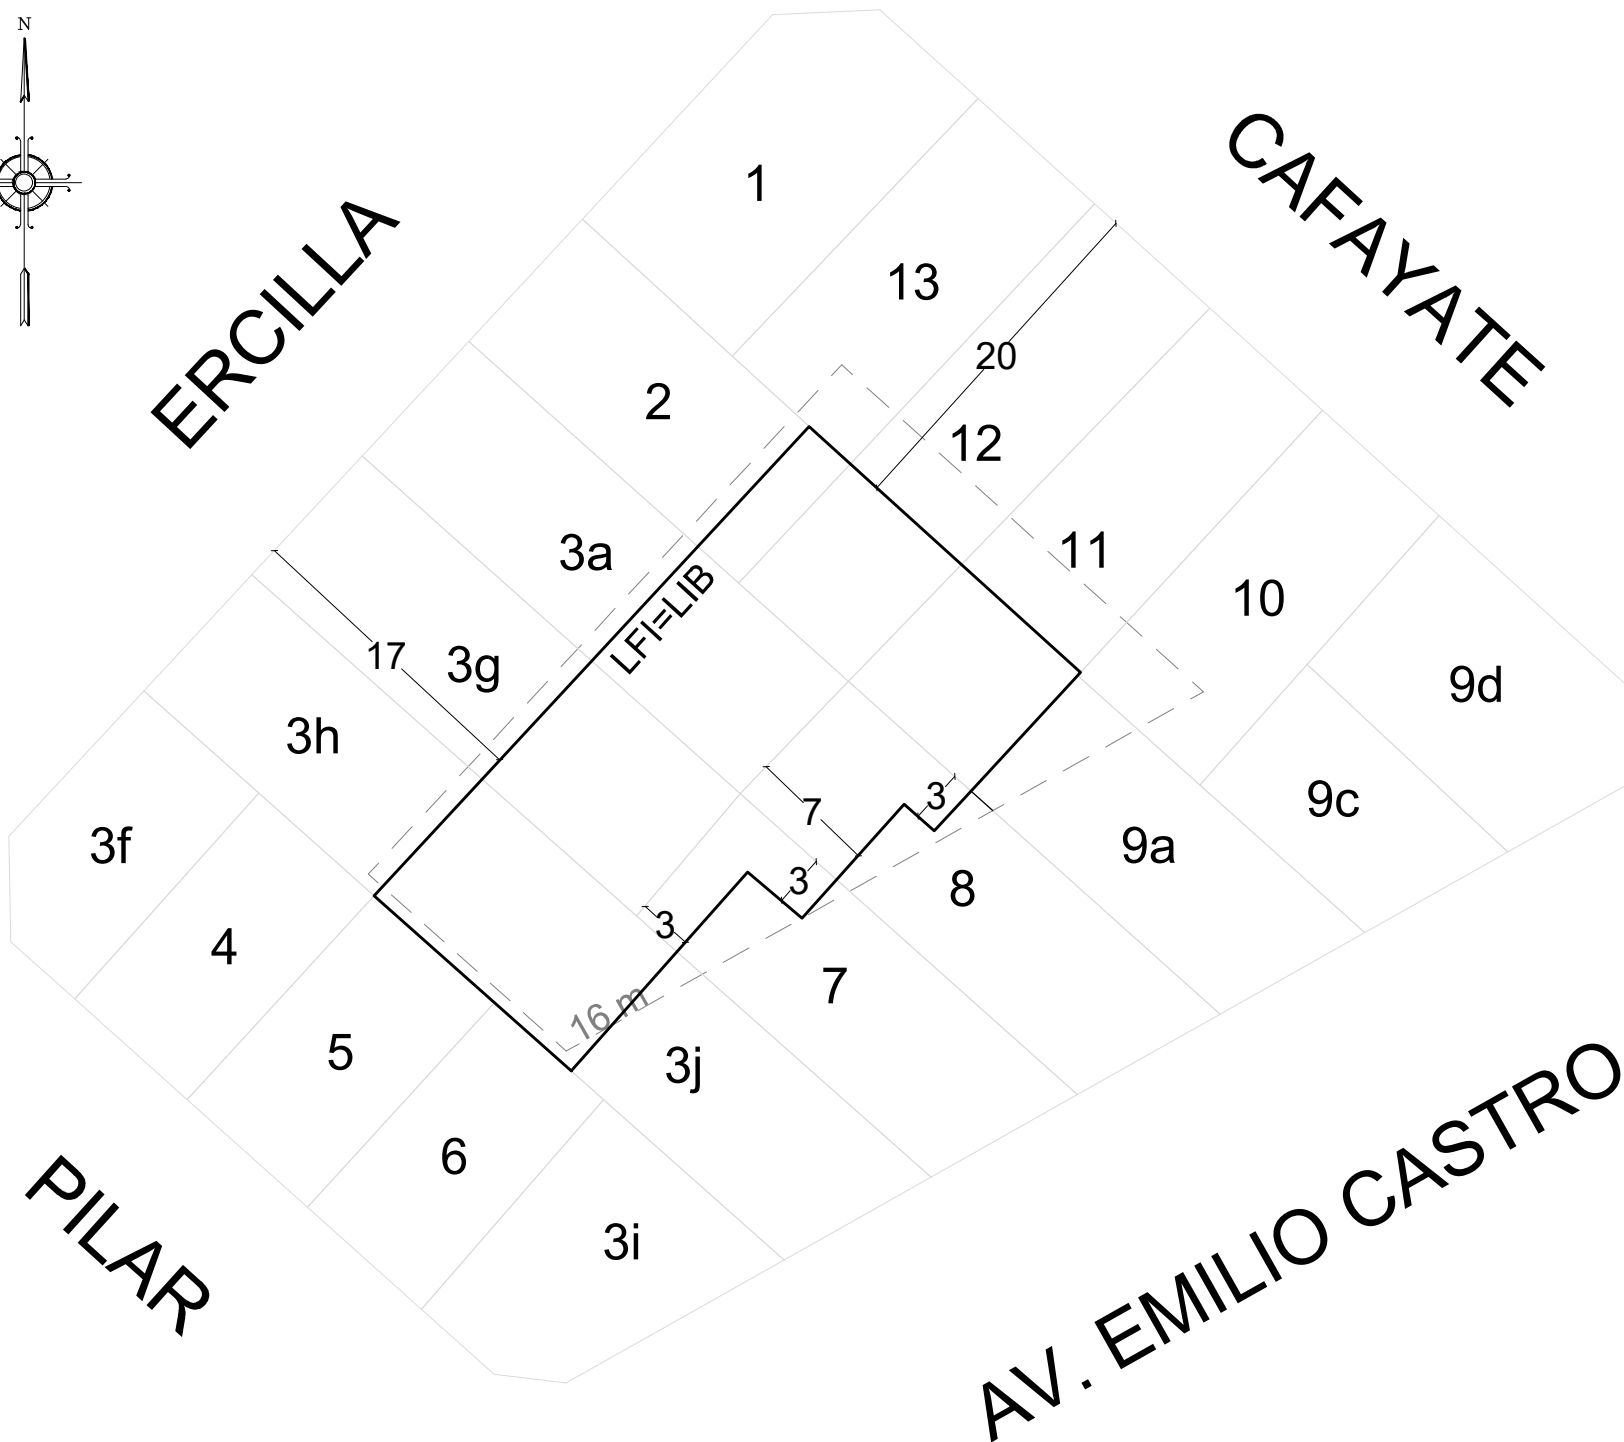 N
CAFAYATE
ERCILLA
1
13
20
2
12
3a
11
LFI=LIB
10
17
3g
9d
3h
3
9c
7
3f
9a
3
8
3
4
7
16 m
5
3j
6
3i
PILAR
AV. EMILIO CASTRO